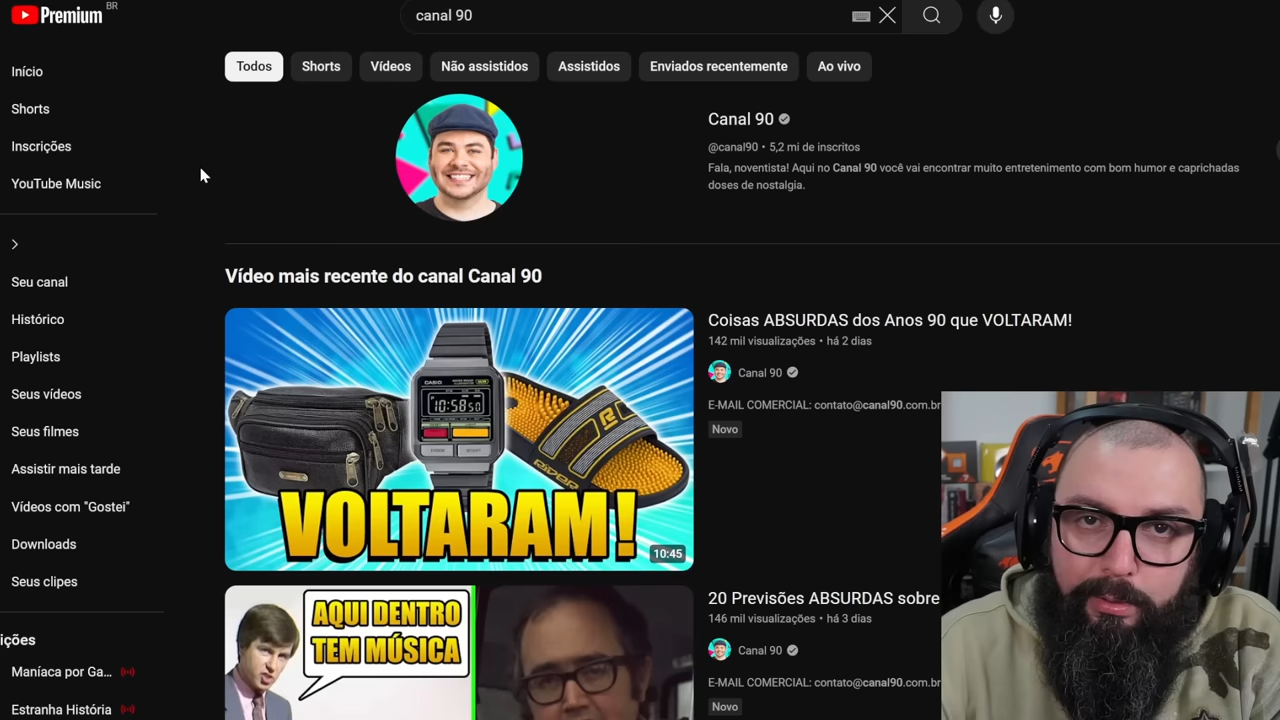 Premium BR
canal 90
Início
Shorts
Inscrições
YouTube Music
Seu canal
Histórico
Playlists
Seus vídeos
Seus filmes
Assistir mais tarde
Vídeos com "Gostei"
Downloads
Seus clipes
ições
Maníaca por Ga...
Estranha História
Todos
Shorts
Vídeos
Não assistidos
Assistidos
Enviados recentemente
Ao vivo
Canal 90
@canal90 • 5,2 mi de inscritos
Fala, noventista! Aqui no Canal 90 você vai encontrar muito entretenimento com bom humor e caprichadas
doses de nostalgia.
Vídeo mais recente do canal Canal 90
CASIO
10:58 50
RIDER
VOLTARAM!
10:45
Coisas ABSURDAS dos Anos 90 que VOLTARAM!
142 mil visualizações • há 2 dias
Canal 90
E-MAIL COMERCIAL: contato@canal90.com.br
Novo
AQUI DENTRO
TEM MÚSICA
20 Previsões ABSURDAS sobre
146 mil visualizações • há 3 dias
Canal 90
E-MAIL COMERCIAL: contato@canal90.com.br
Novo